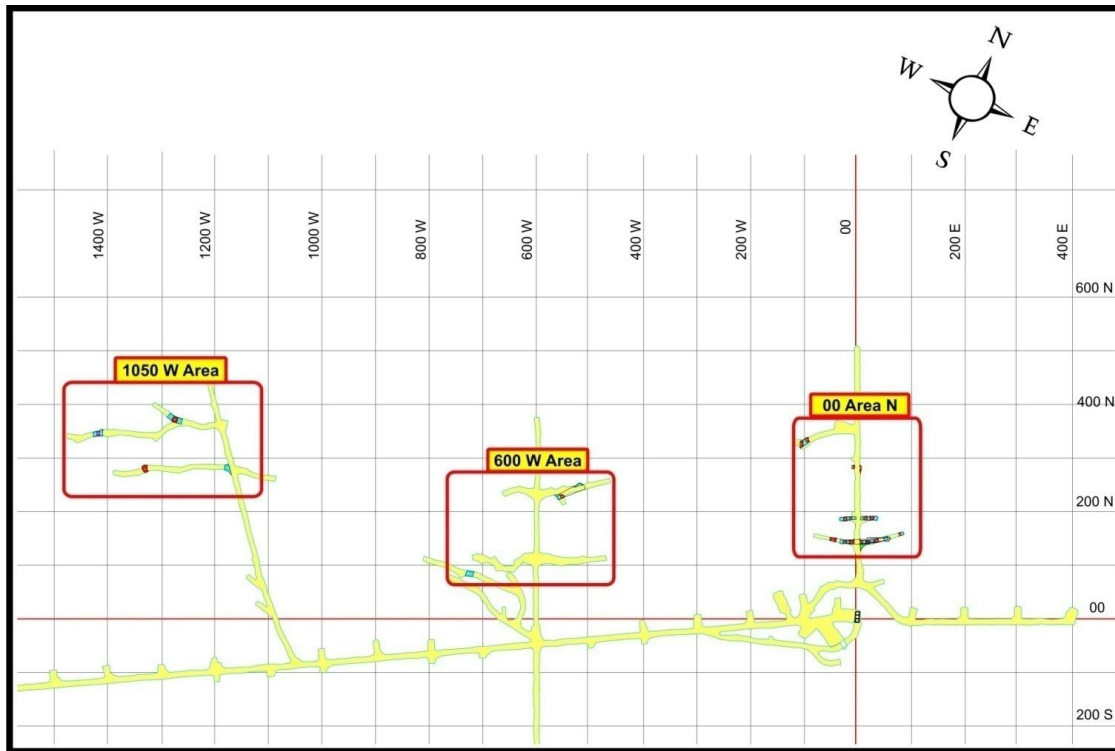 N
W
E
S
1400 W
1200 W
1000 W
800 W
600 W
400 W
200 W
00
200 E
400 E
600 N
1050 W Area
00 Area N
400 N
600 W Area
200 N
00
200 S